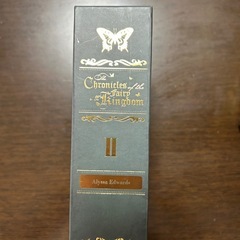 The
Chronicles of the
Fairy
Kingdom
II
Alyssa Edwards